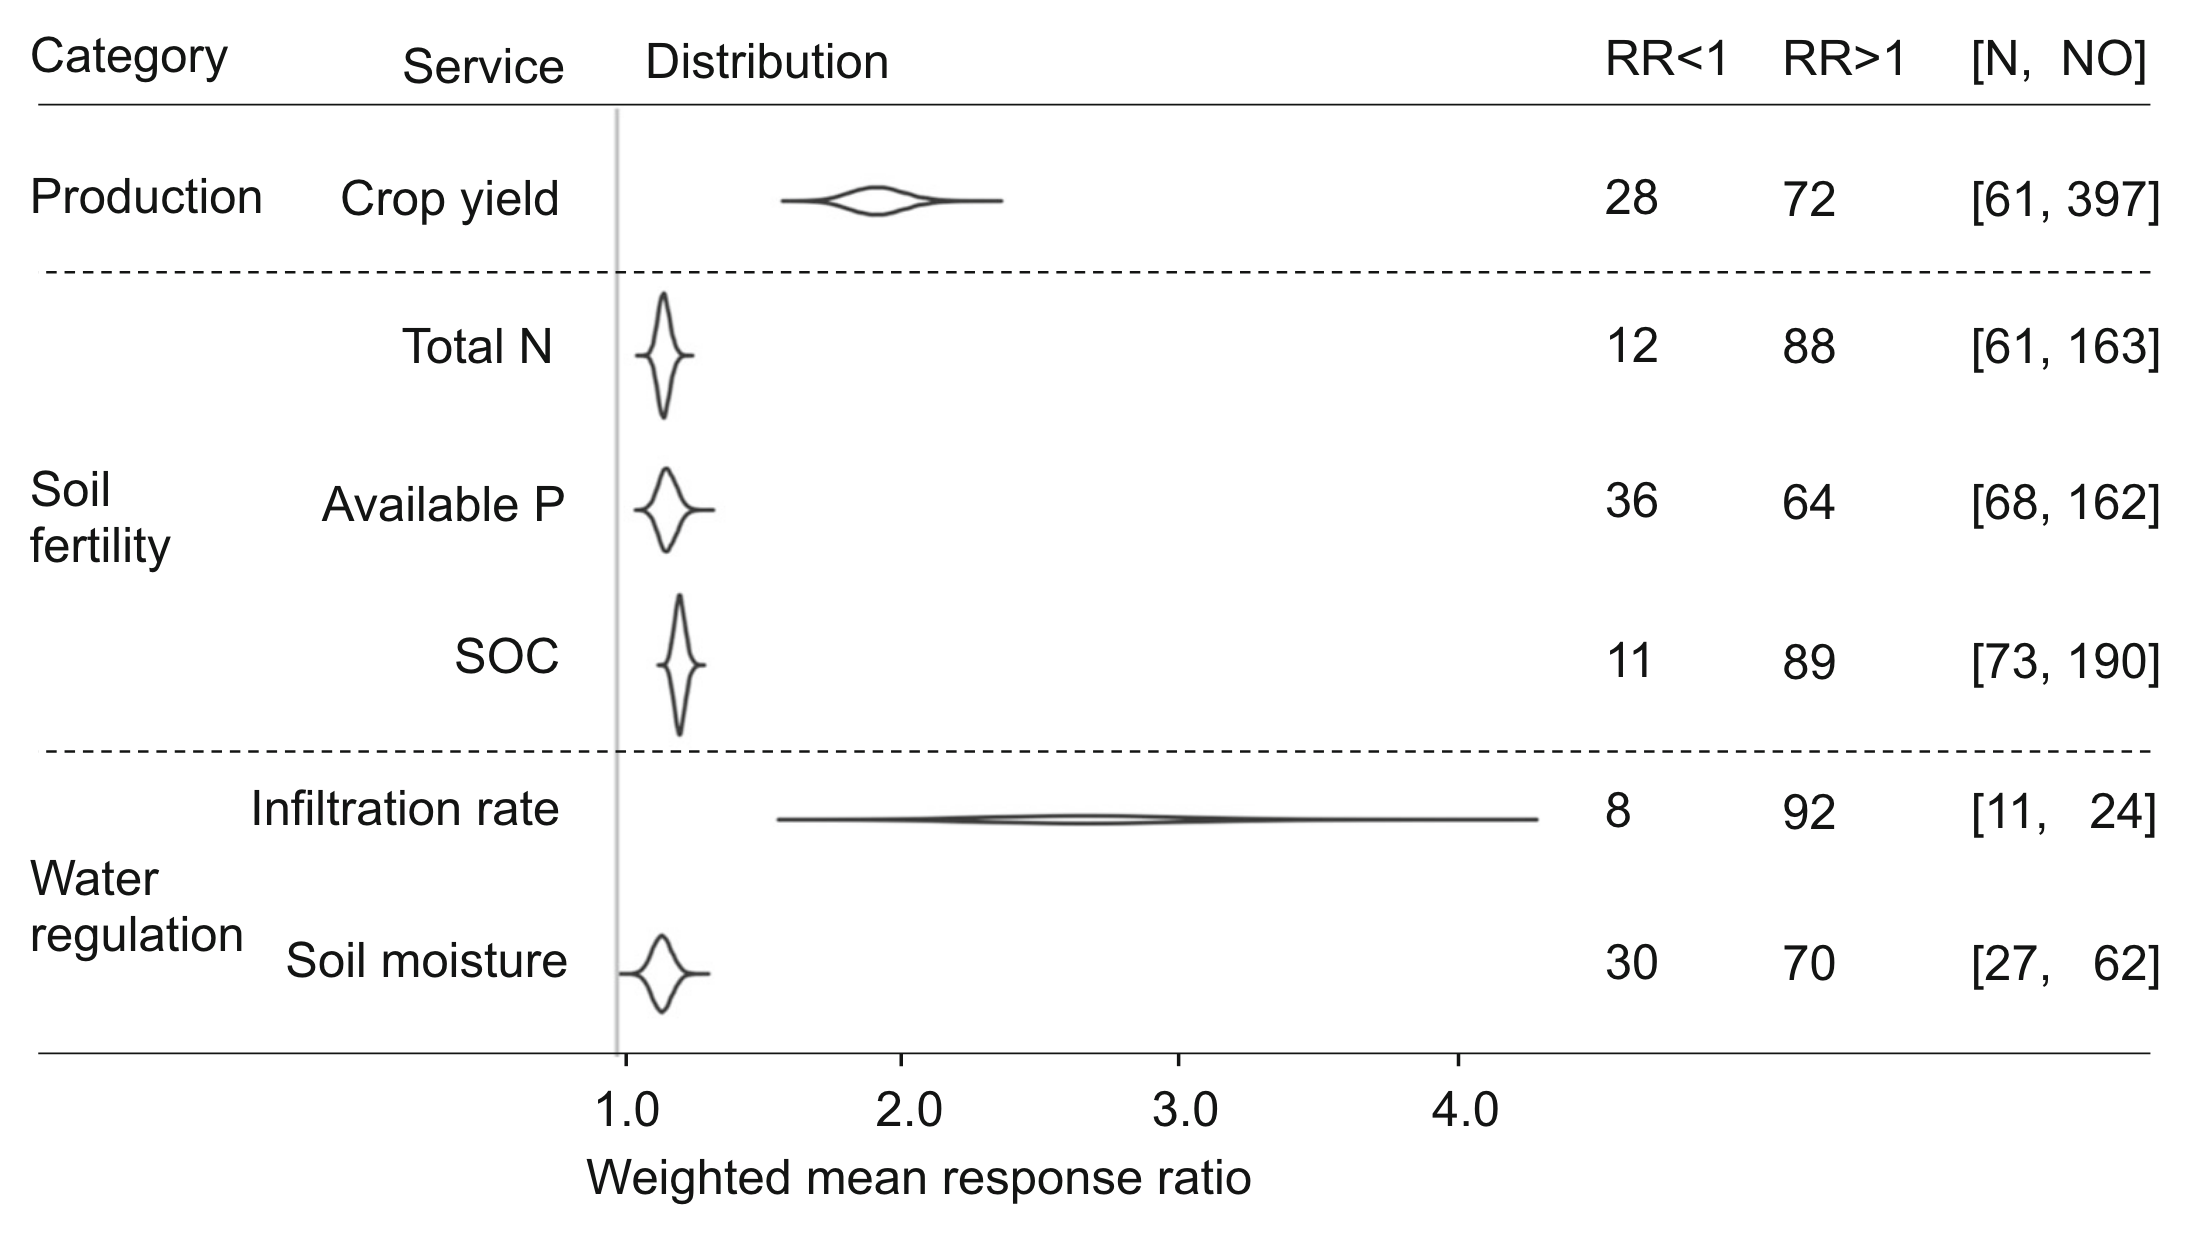 Category Service Distribution RR<1 RR>1 [N, NO]
Production Crop yield 28 72 [61, 397]
Total N 12 88 [61, 163]
Soil
fertility
Available P 36 64 [68, 162]
SOC 11 89 [73, 190]
Infiltration rate 8 92 [11, 24]
Water
regulation
Soil moisture 30 70 [27, 62]
1.0 2.0 3.0 4.0
Weighted mean response ratio